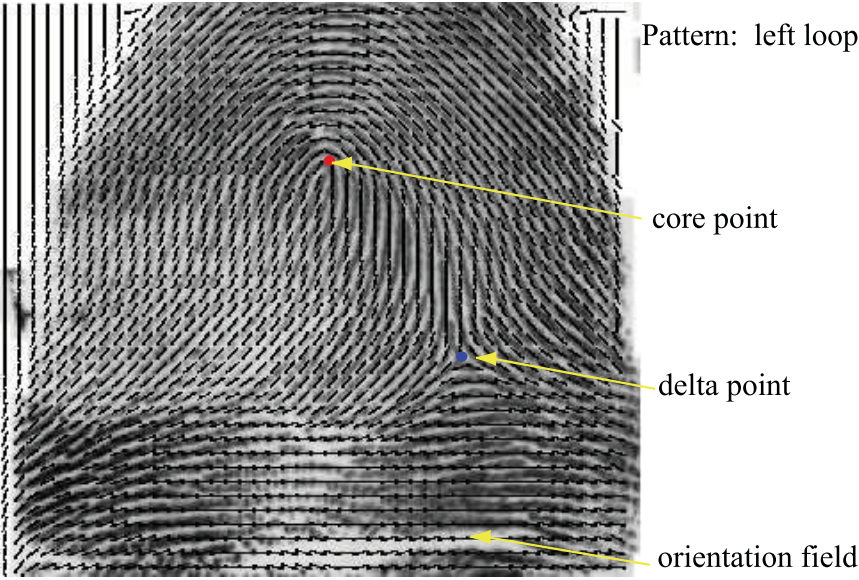 Pattern: left loop
core point
delta point
orientation field